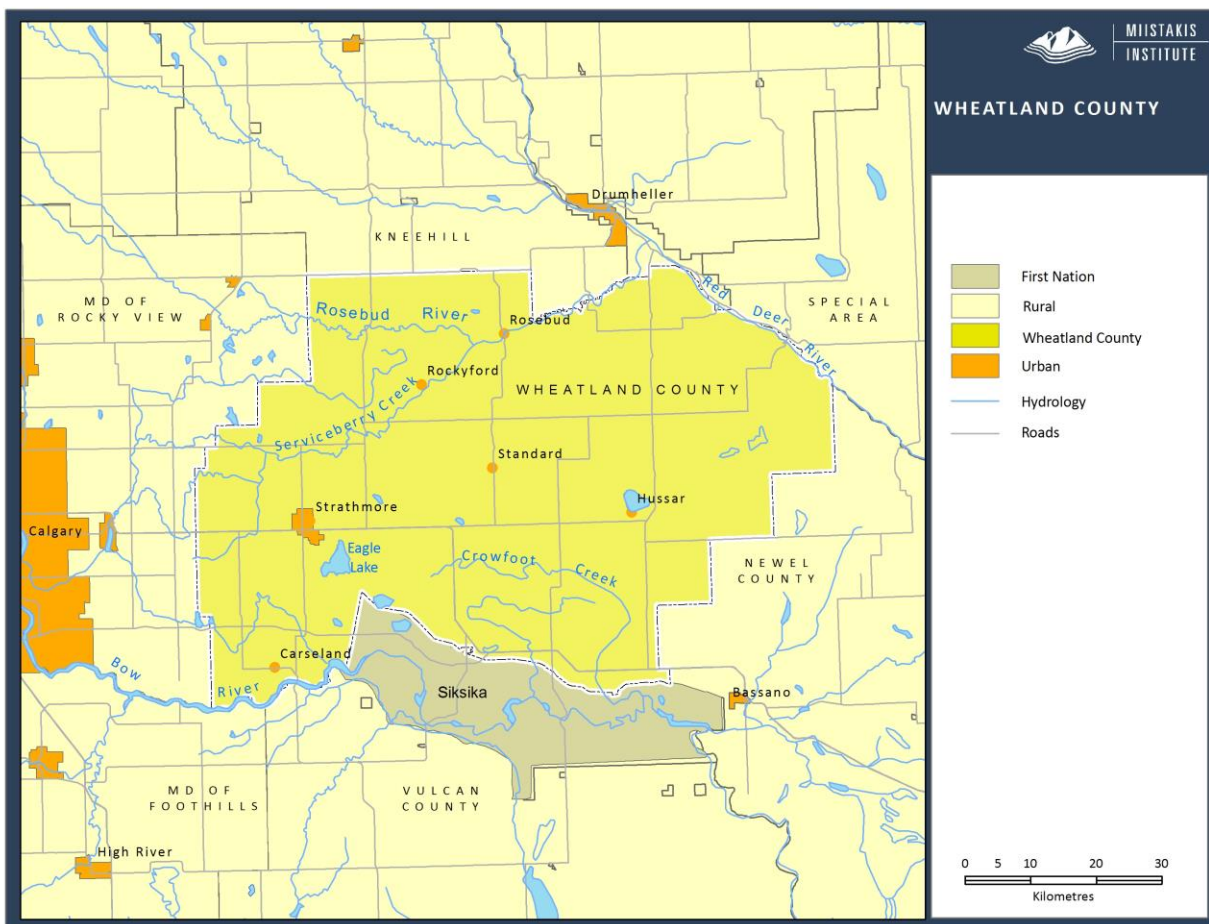 MIISTAKIS
INSTITUTE
WHEATLAND COUNTY
Drumheller
KNEEHILL
MD OF
ROCKY VIEW
Rosebud River
Rosebud
Red Deer River
SPECIAL
AREA
Rockyford
WHEATLAND COUNTY
Serviceberry Creek
Standard
Strathmore
Hussar
Calgary
Eagle
Lake
Crowfoot Creek
NEWEL
COUNTY
Carseland
Bow River
Siksika
Bassano
MD OF
FOOTHILLS
VULCAN
COUNTY
High River
First Nation
Rural
Wheatland County
Urban
Hydrology
Roads
0 5 10 20 30
Kilometres